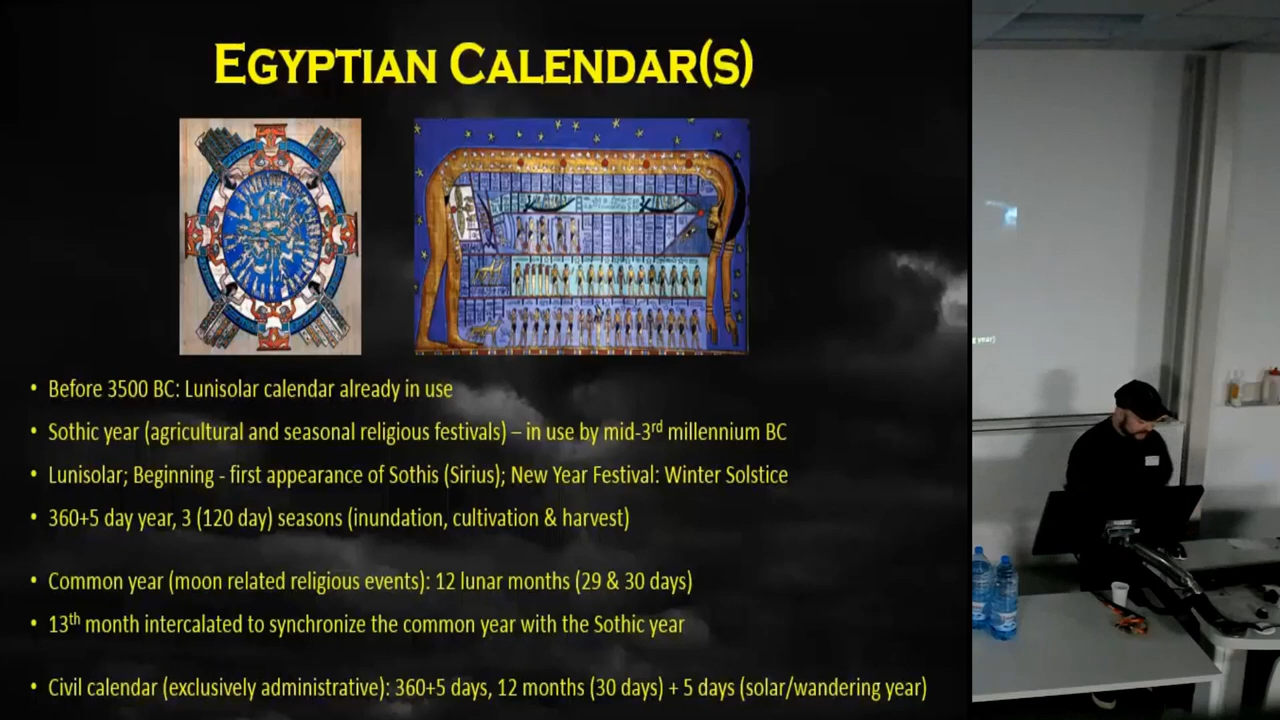 EGYPTIAN CALENDAR(S)
• Before 3500 BC: Lunisolar calendar already in use
• Sothic year (agricultural and seasonal religious festivals) – in use by mid-3rd millennium BC
• Lunisolar; Beginning - first appearance of Sothis (Sirius); New Year Festival: Winter Solstice
• 360+5 day year, 3 (120 day) seasons (inundation, cultivation & harvest)
• Common year (moon related religious events): 12 lunar months (29 & 30 days)
• 13th month intercalated to synchronize the common year with the Sothic year
• Civil calendar (exclusively administrative): 360+5 days, 12 months (30 days) + 5 days (solar/wandering year)
year)